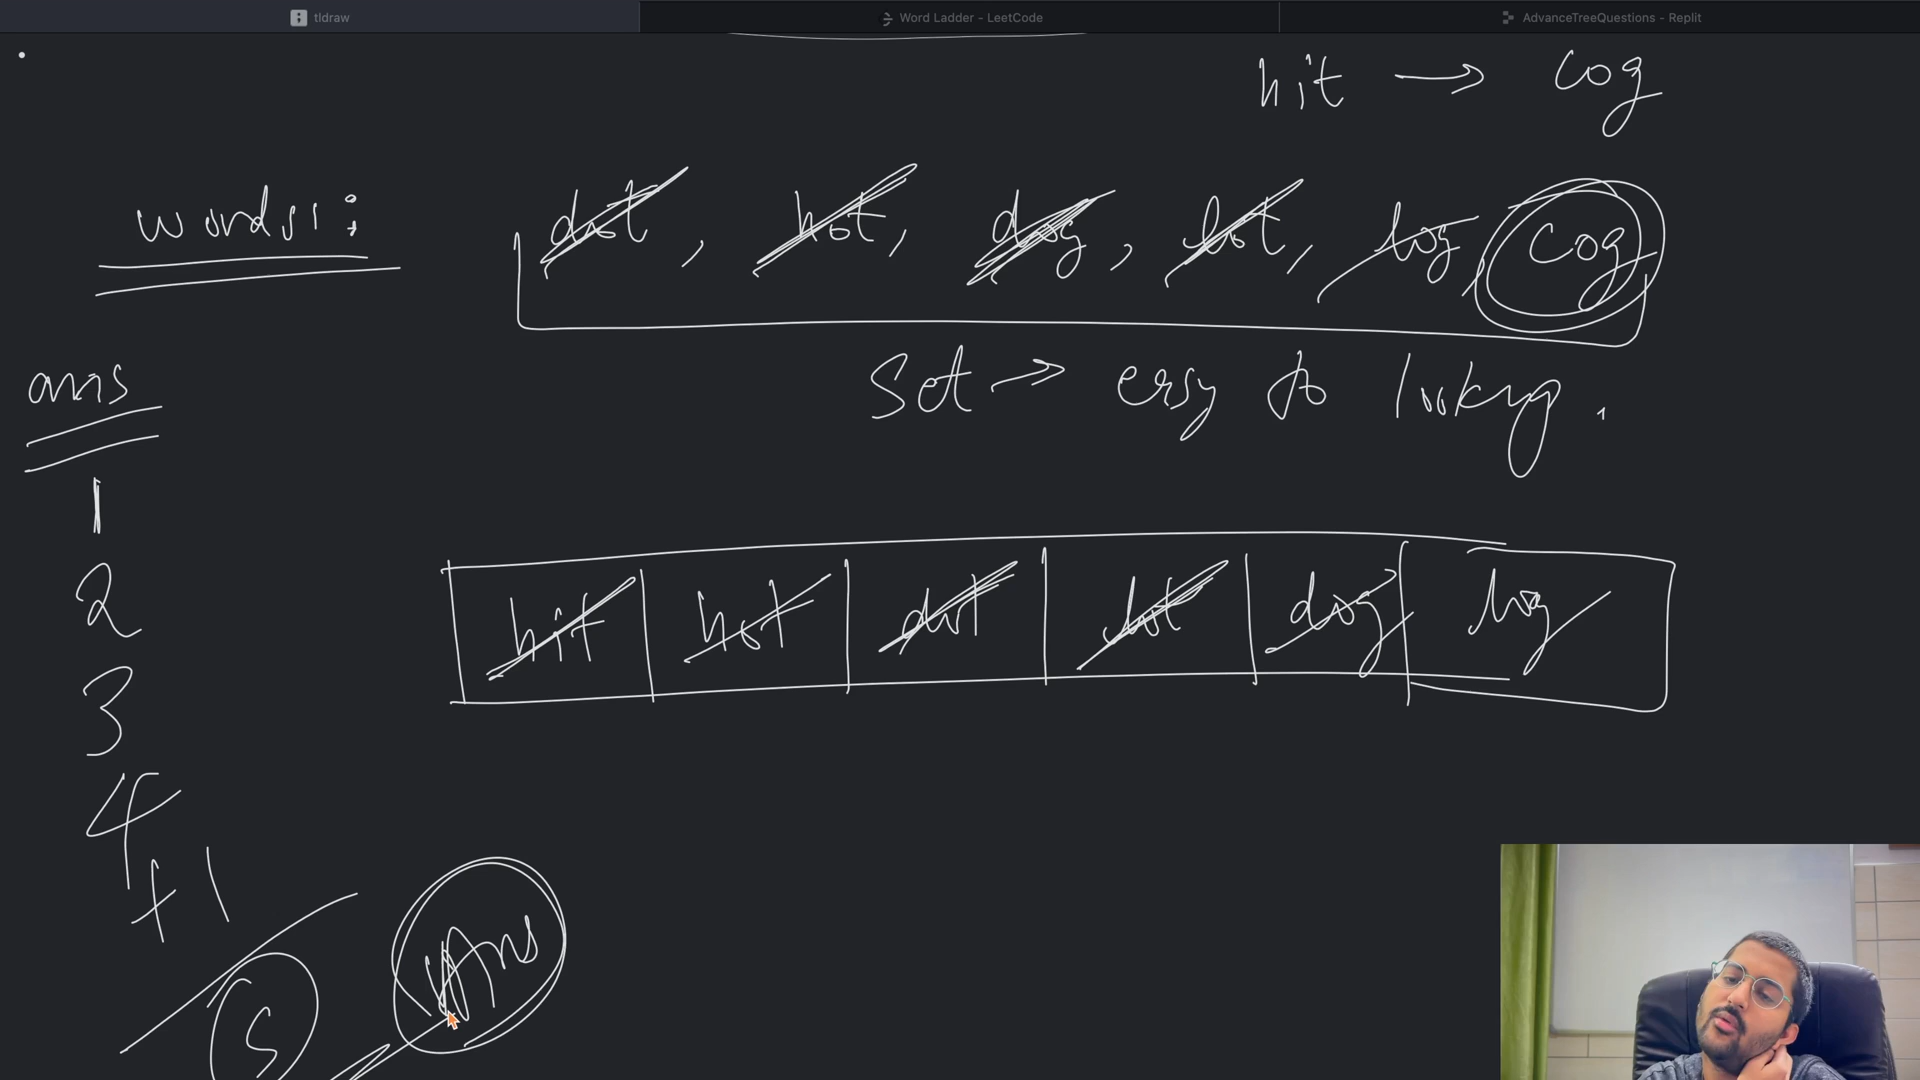 tldraw
Word Ladder - LeetCode
AdvanceTreeQuestions - Replit
hit → cog
words:
dot, hot, dog, lot, log, cog
Set → easy to lookup.
ans
1
2
3
4
+1
5
Ans
hit hot dot lot dog log